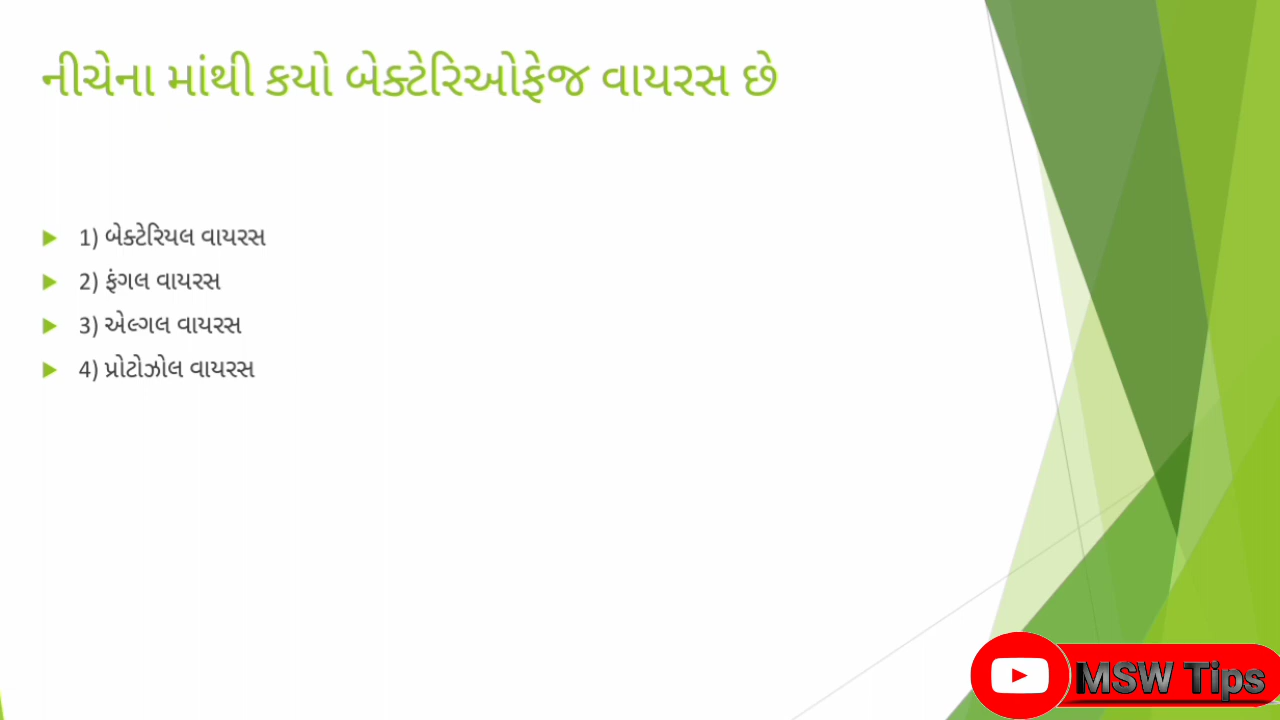 નીચેના માંથી કયો બેક્ટેરિઓફેજ વાયરસ છે
1) બેક્ટેરિયલ વાયરસ
2) ફંગલ વાયરસ
3) એલ્ગલ વાયરસ
4) પ્રોટોઝોલ વાયરસ
MSW Tips